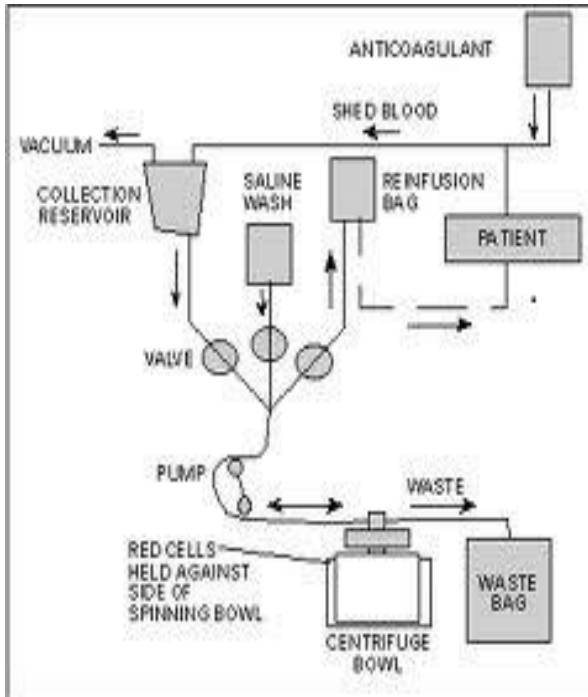 ANTICOAGULANT
SHED BLOOD
VACUUM
COLLECTION
RESERVOIR
SALINE
WASH
REINFUSION
BAG
PATIENT
VALVE
PUMP
WASTE
RED CELLS
HELD AGAINST
SIDE OF
SPINNING BOWL
CENTRIFUGE
BOWL
WASTE
BAG